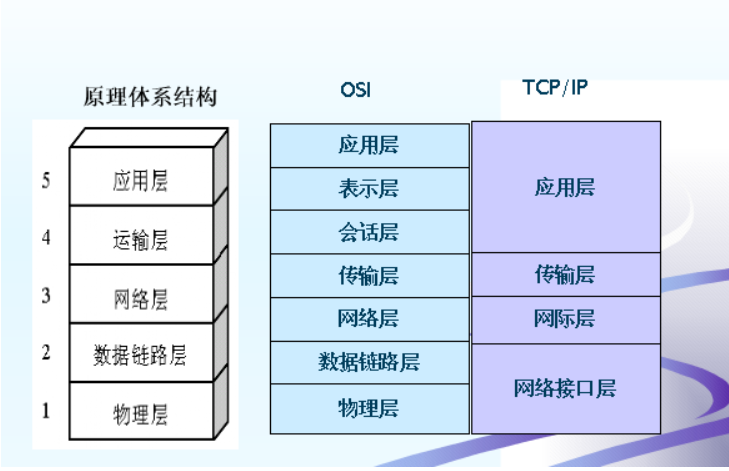 原理体系结构
5 应用层
4 运输层
3 网络层
2 数据链路层
1 物理层
OSI
应用层
表示层
会话层
传输层
网络层
数据链路层
物理层
TCP/IP
应用层
传输层
网际层
网络接口层